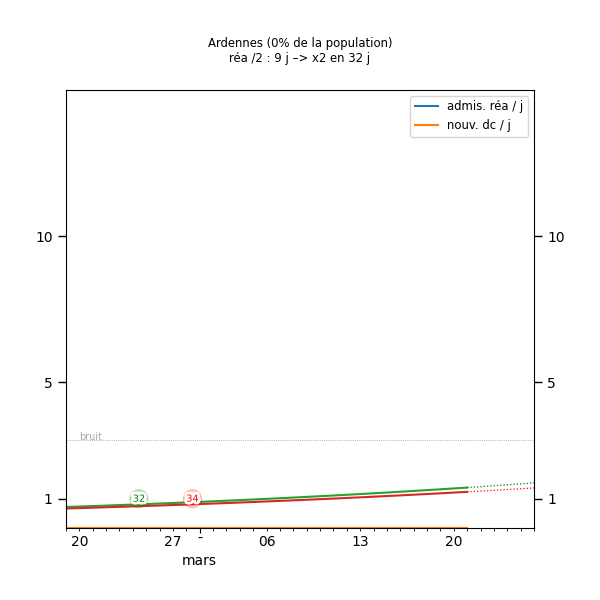 Ardennes (0% de la population)
réa /2 : 9 j –> x2 en 32 j
admis. réa / j
nouv. dc / j
10
10
5
5
bruit
1
32
34
1
20
27
-
06
13
20
mars